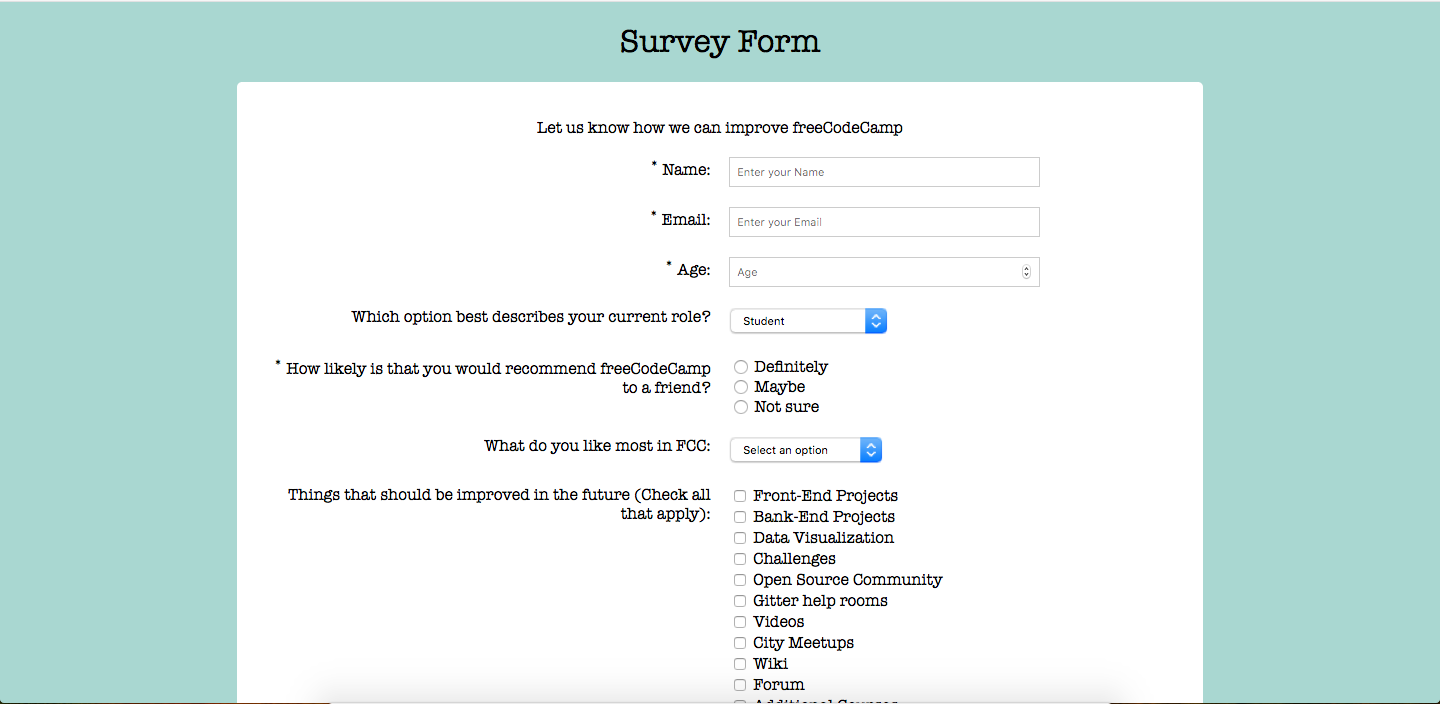 Survey Form
Let us know how we can improve freeCodeCamp
* Name:
Enter your Name
* Email:
Enter your Email
* Age:
Age
Which option best describes your current role?
Student
* How likely is that you would recommend freeCodeCamp
to a friend?
Definitely
Maybe
Not sure
What do you like most in FCC:
Select an option
Things that should be improved in the future (Check all
that apply):
Front-End Projects
Bank-End Projects
Data Visualization
Challenges
Open Source Community
Gitter help rooms
Videos
City Meetups
Wiki
Forum
Additional Courses